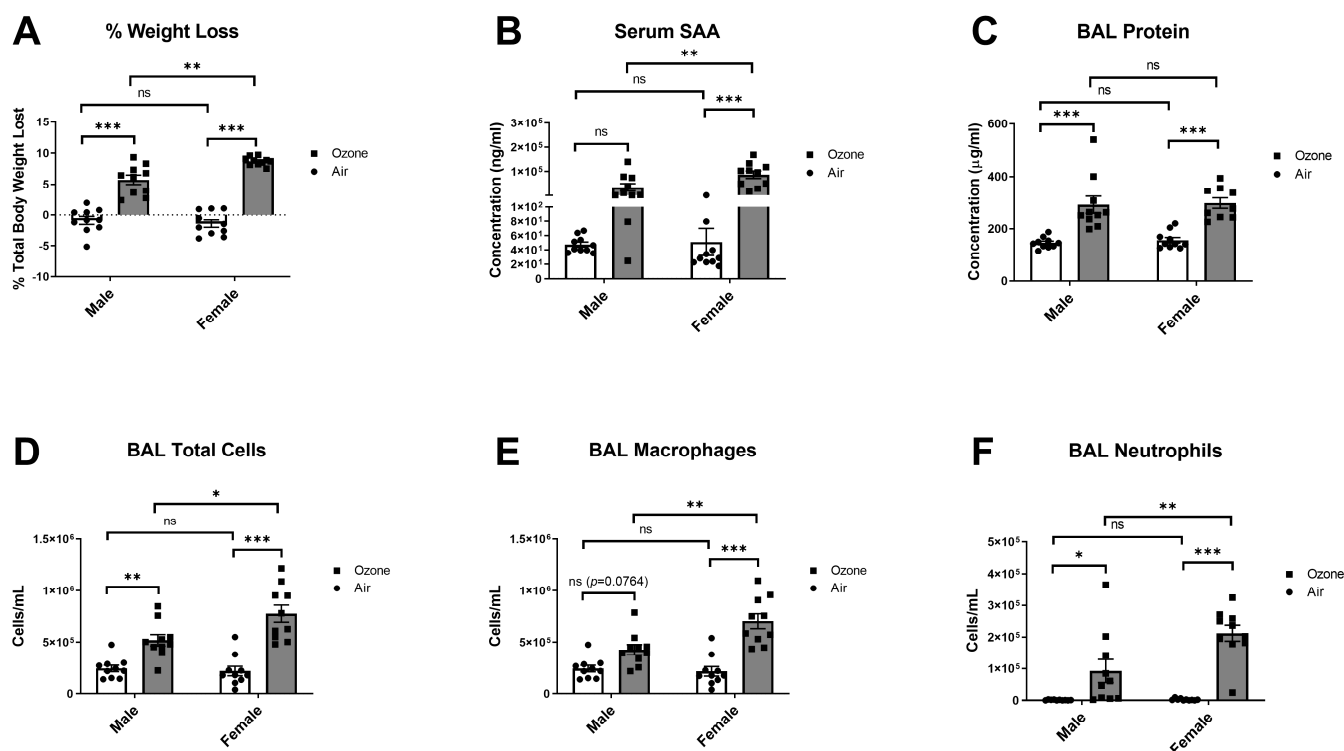 A
% Weight Loss
**
ns
***
***
% Total Body Weight Lost
15
10
5
0
-5
-10
Male
Female
Ozone
Air
B
Serum SAA
**
ns
***
ns
Concentration (ng/ml)
3×10⁵
2×10⁵
1×10⁵
1×10²
8×10¹
6×10¹
4×10¹
2×10¹
0
Male
Female
Ozone
Air
C
BAL Protein
ns
ns
***
***
Concentration (μg/ml)
600
400
200
0
Male
Female
Ozone
Air
D
BAL Total Cells
*
ns
***
**
Cells/mL
1.5×10⁶
1×10⁶
5×10⁵
0
Male
Female
Ozone
Air
E
BAL Macrophages
**
ns
***
ns (p=0.0764)
Cells/mL
1.5×10⁶
1×10⁶
5×10⁵
0
Male
Female
Ozone
Air
F
BAL Neutrophils
**
ns
*
***
Cells/mL
5×10⁵
4×10⁵
3×10⁵
2×10⁵
1×10⁵
0
Male
Female
Ozone
Air